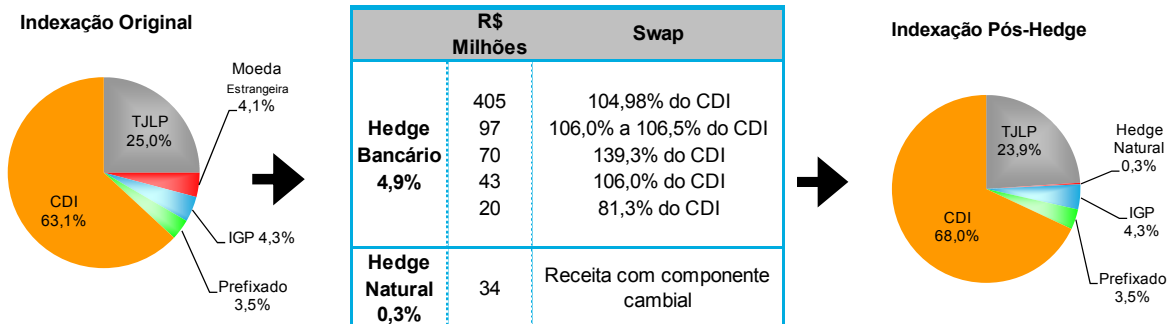 Indexação Original
Moeda
Estrangeira
4,1%
TJLP
25,0%
CDI
63,1%
IGP 4,3%
Prefixado
3,5%
R$
Milhões
Swap
Hedge
Bancário
4,9%
405 104,98% do CDI
97 106,0% a 106,5% do CDI
70 139,3% do CDI
43 106,0% do CDI
20 81,3% do CDI
Hedge
Natural
0,3%
34
Receita com componente
cambial
Indexação Pós-Hedge
TJLP
23,9%
Hedge
Natural
0,3%
CDI
68,0%
IGP
4,3%
Prefixado
3,5%